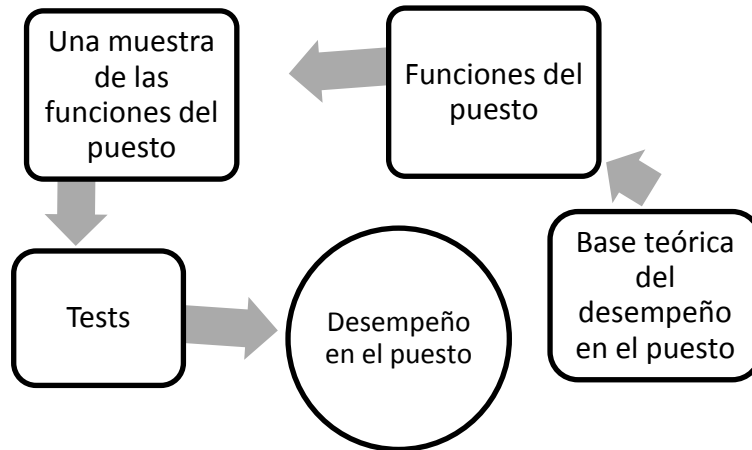 Una muestra
de las
funciones del
puesto
Funciones del
puesto
Tests
Desempeño
en el puesto
Base teórica
del
desempeño
en el puesto